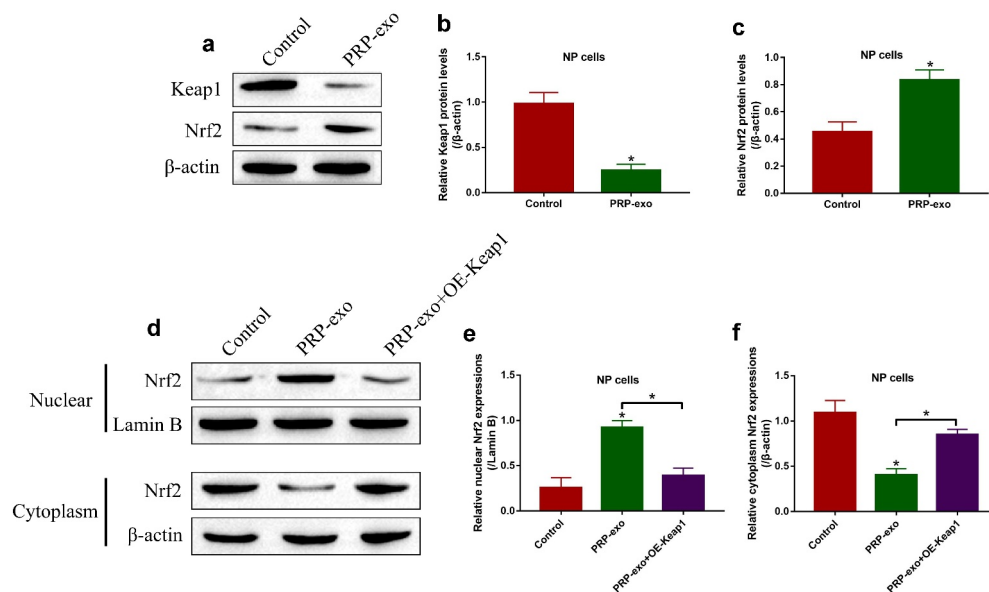 a
Control
PRP-exo
Keap1
Nrf2
β-actin
b
NP cells
Relative Keap1 protein levels
(/β-actin)
1.5
1.0
0.5
0.0
*
Control
PRP-exo
c
NP cells
Relative Nrf2 protein levels
(/β-actin)
1.0
0.8
0.6
0.4
0.2
0.0
*
Control
PRP-exo
d
Control
PRP-exo
PRP-exo+OE-Keap1
Nuclear
Nrf2
Lamin B
Cytoplasm
Nrf2
β-actin
e
NP cells
Relative nuclear Nrf2 expressions
(/Lamin B)
1.5
1.0
0.5
0.0
*
*
Control
PRP-exo
PRP-exo+OE-Keap1
f
NP cells
Relative cytoplasm Nrf2 expressions
(/β-actin)
1.5
1.0
0.5
0.0
*
*
Control
PRP-exo
PRP-exo+OE-Keap1